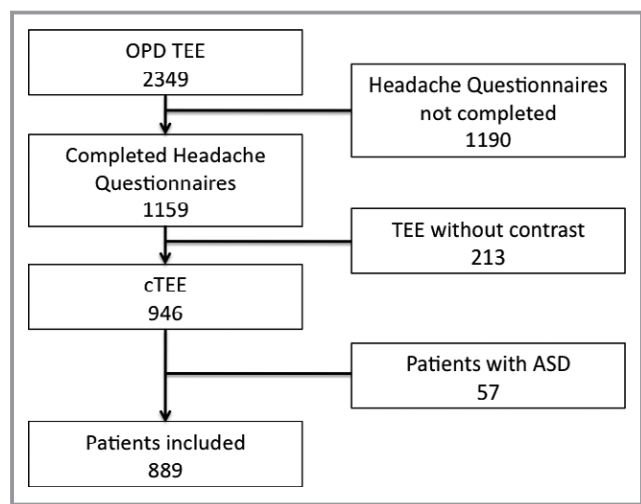 OPD TEE
2349
Headache Questionnaires
not completed
1190
Completed Headache
Questionnaires
1159
TEE without contrast
213
cTEE
946
Patients with ASD
57
Patients included
889